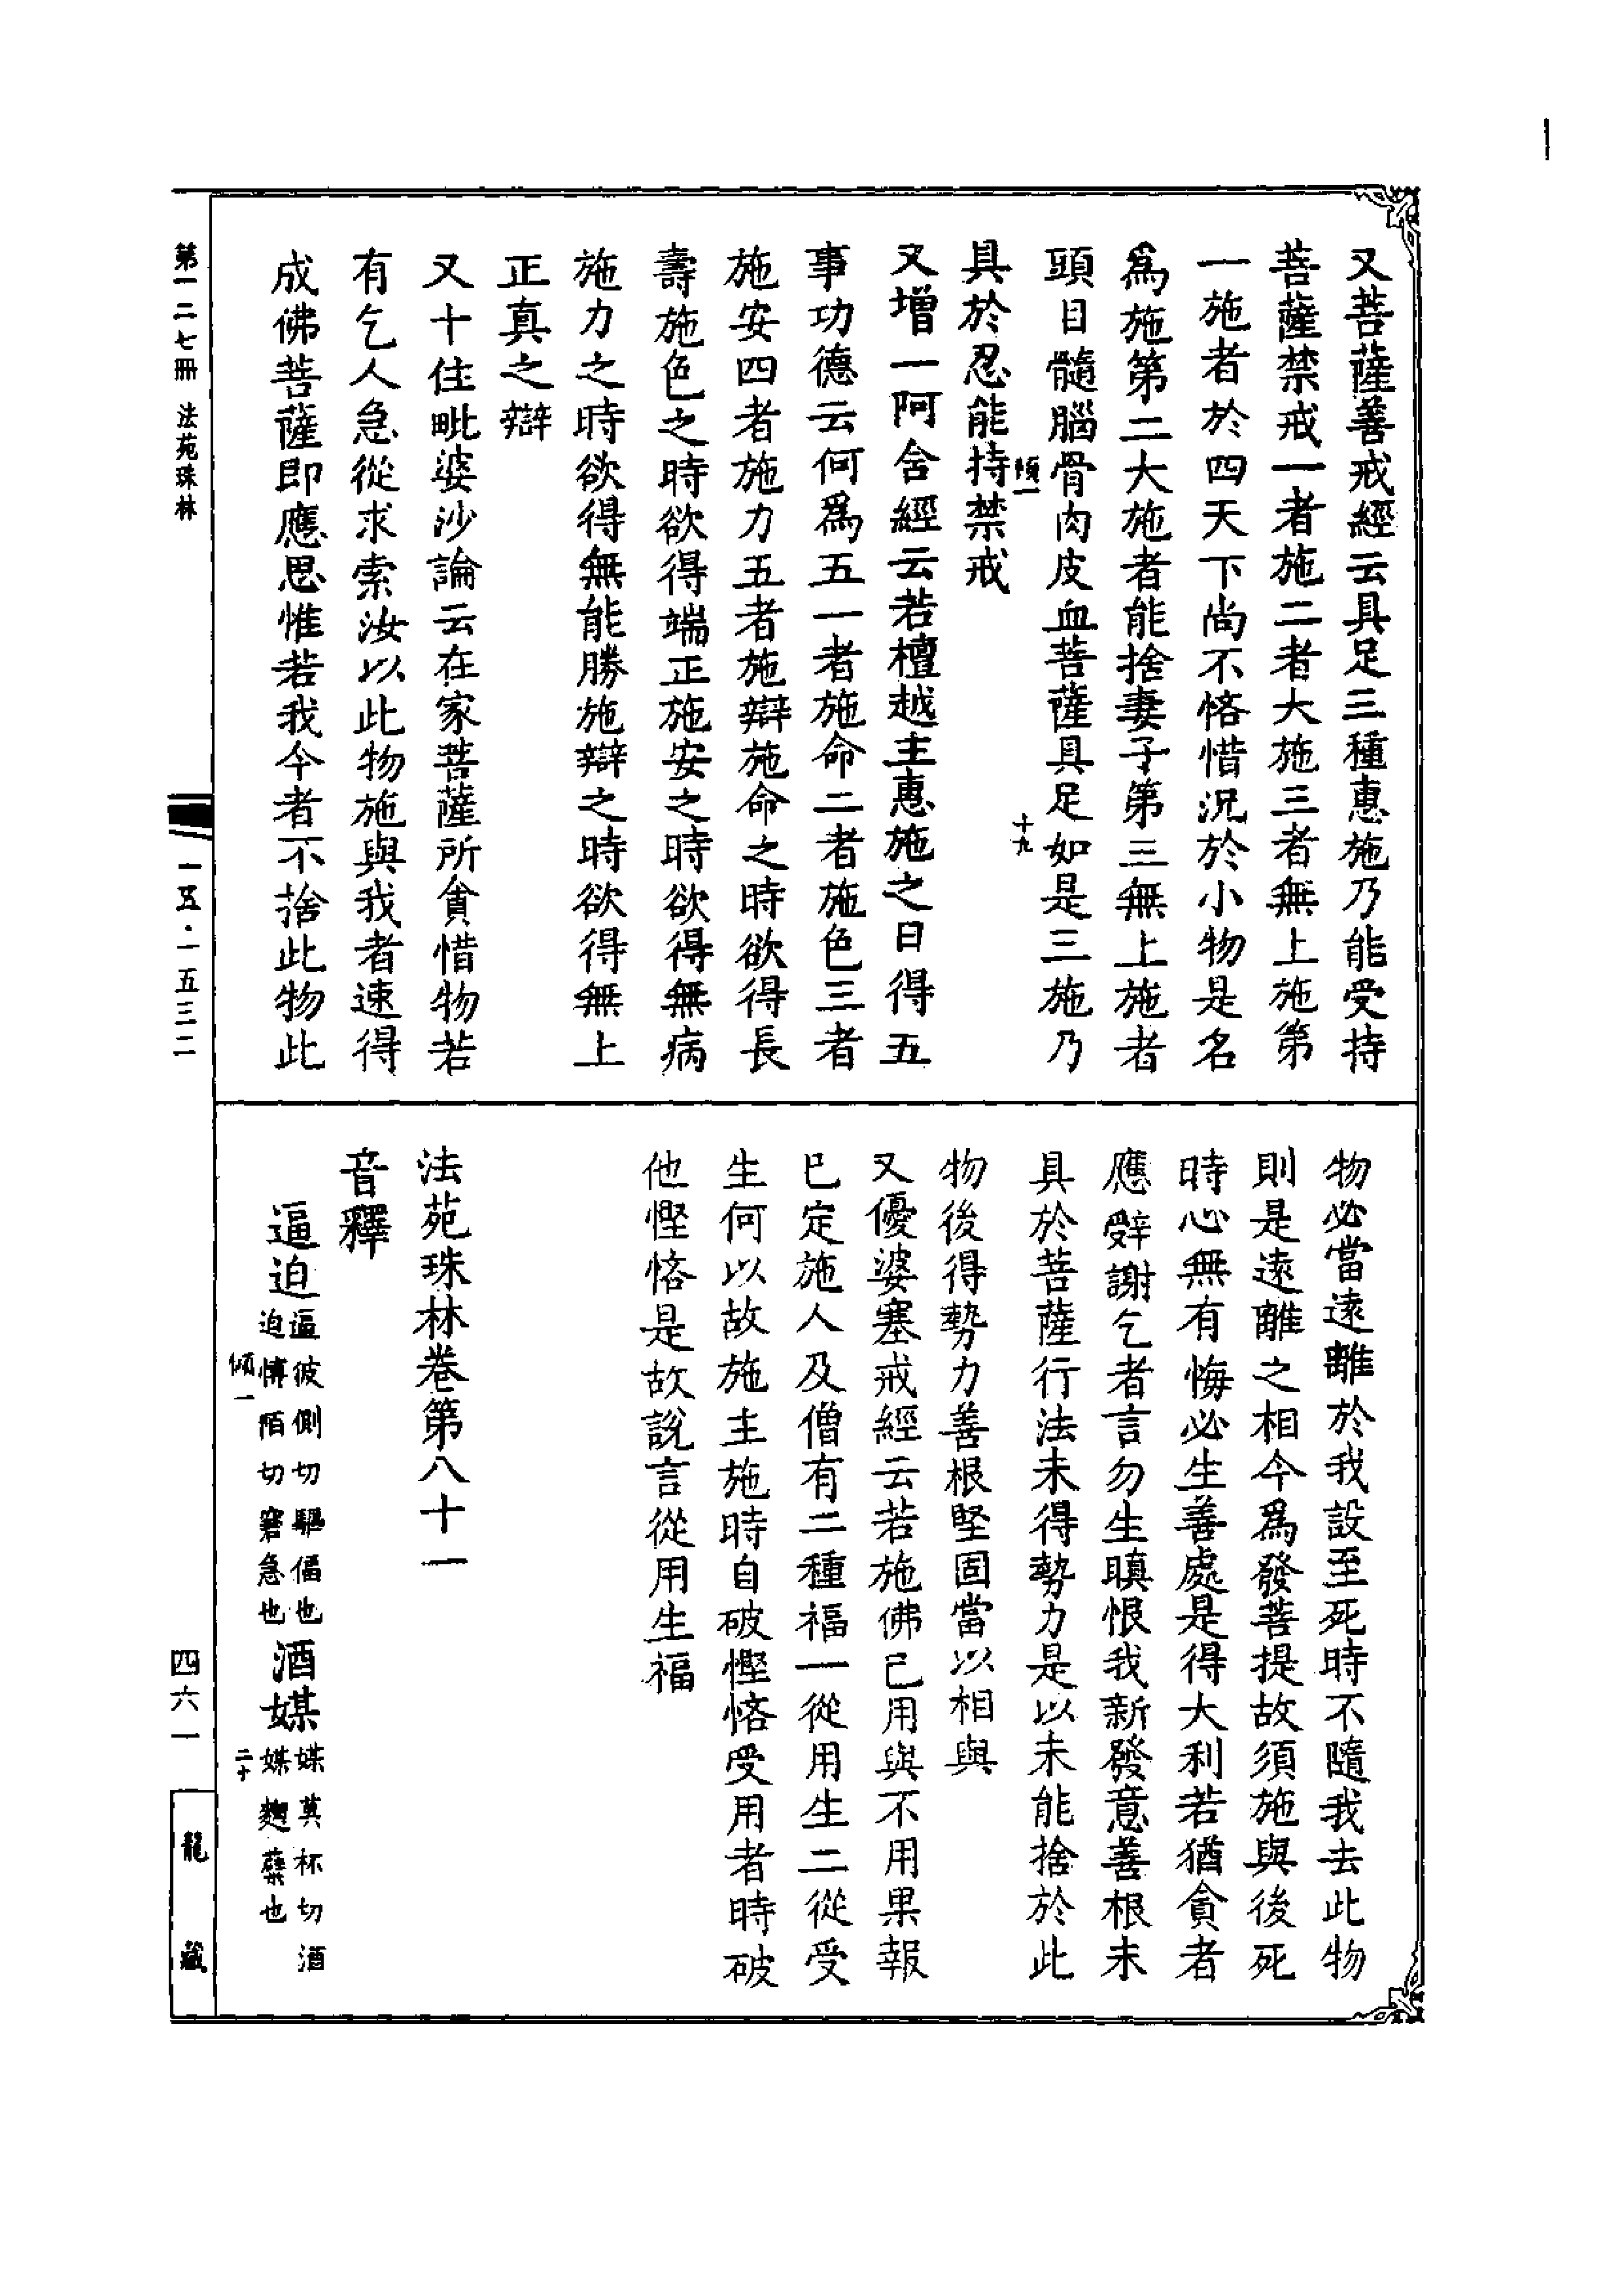 又菩薩善戒經云具足三種惠施乃能受持
菩薩禁戒一者施二者大施三者無上施第
一施者於四天下尚不悋惜況於小物是名
為施第二大施者能捨妻子第三無上施者
頭目髓腦骨肉皮血菩薩具足如是三施乃
傾一 十九
具於忍能持禁戒
又增一阿含經云若檀越主惠施之日得五
事功德云何為五一者施命二者施色三者
施安四者施力五者施辯施命之時欲得長
壽施色之時欲得端正施安之時欲得無病
施力之時欲得無能勝施辯之時欲得無上
正真之辯
又十住毗婆沙論云在家菩薩所貪惜物若
有乞人急從求索汝以此物施與我者速得
成佛菩薩即應思惟若我今者不捨此物此
物必當遠離於我設至死時不隨我去此物
則是遠離之相今為發菩提故須施與後死
時心無有悔必生善處是得大利若猶貪者
應辭謝乞者言勿生瞋恨我新發意善根未
具於菩薩行法未得勢力是以未能捨於此
物後得勢力善根堅固當以相與
又優婆塞戒經云若施佛已用與不用果報
已定施人及僧有二種福一從用生二從受
生何以故施主施時自破慳悋受用者時破
他慳悋是故說言從用生福
法苑珠林卷第八十一
音釋
逼迫
逼彼側切驅偪也
迫博陌切窘急也
酒媒
媒莫杯切酒
媒麴蘖也
傾一 二十
第一二七冊 法苑珠林
一五·一五三二
四六一
龍藏